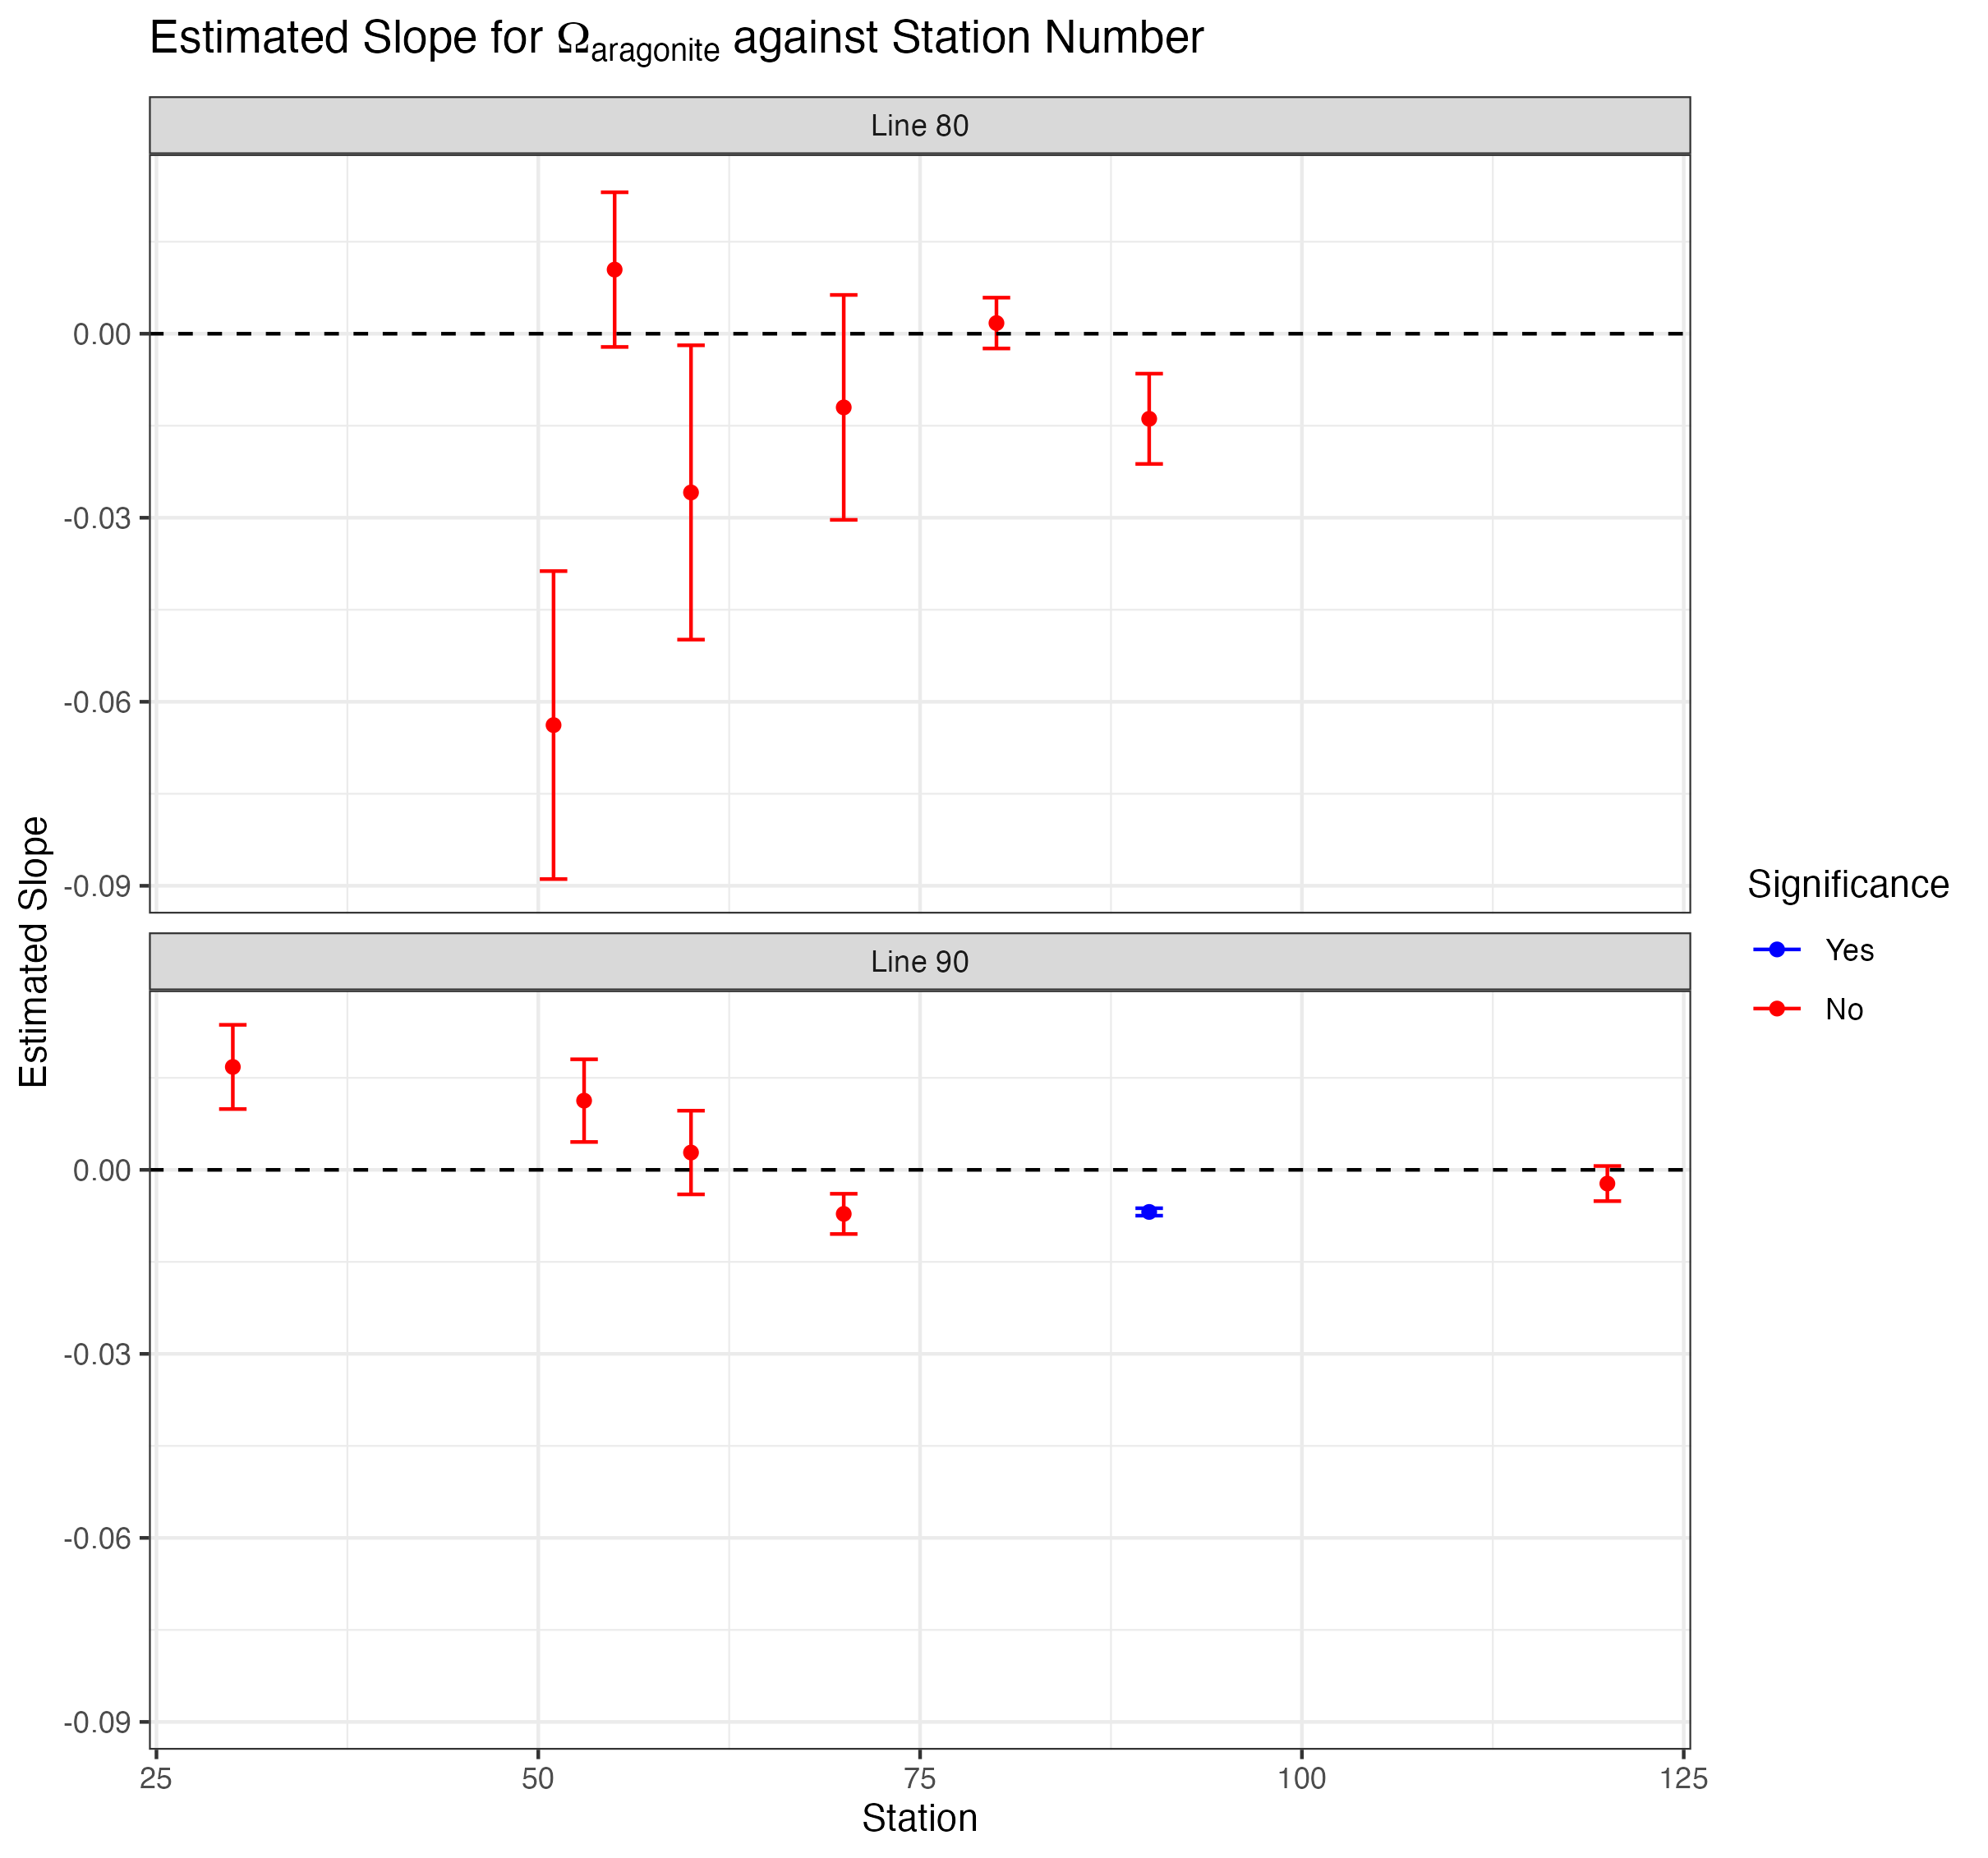 Estimated Slope for Ωaragonite against Station Number
Line 80
0.00
-0.03
-0.06
-0.09
Line 90
0.00
-0.03
-0.06
-0.09
25 50 75 100 125
Station
Estimated Slope
Significance
Yes
No